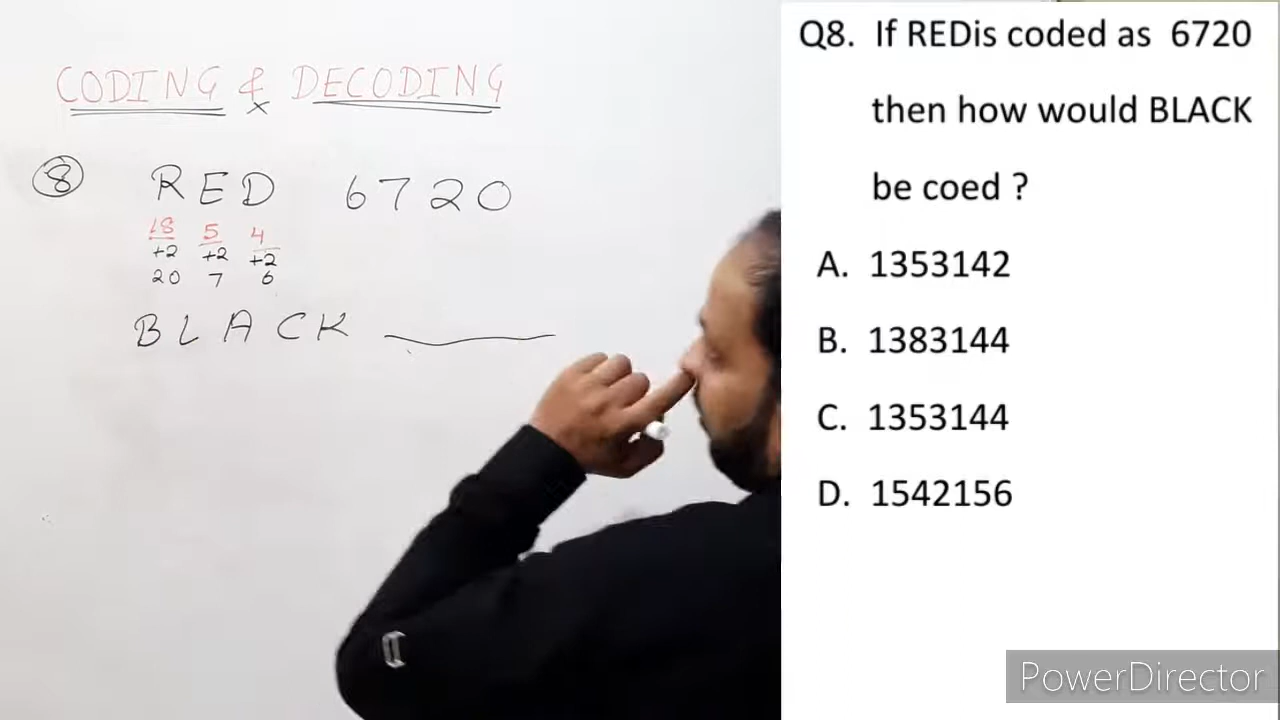 CODING & DECODING
x
8 RED 6720
18 5 4
+2 +2 +2
20 7 6
BLACK
Q8. If REDis coded as 6720
then how would BLACK
be coed ?
A. 1353142
B. 1383144
C. 1353144
D. 1542156
PowerDirector